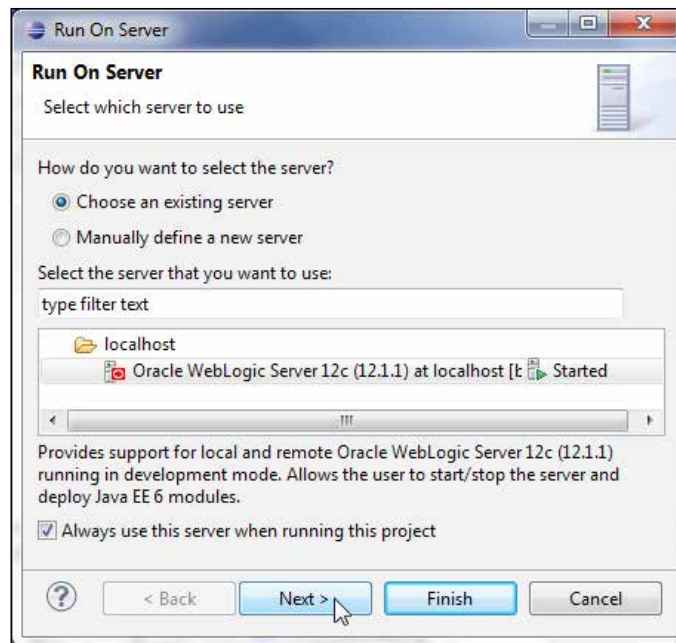 Run On Server
Run On Server
Select which server to use
How do you want to select the server?
Choose an existing server
Manually define a new server
Select the server that you want to use:
type filter text
localhost
Oracle WebLogic Server 12c (12.1.1) at localhost [b Started
Provides support for local and remote Oracle WebLogic Server 12c (12.1.1)
running in development mode. Allows the user to start/stop the server and
deploy Java EE 6 modules.
Always use this server when running this project
? < Back Next > Finish Cancel